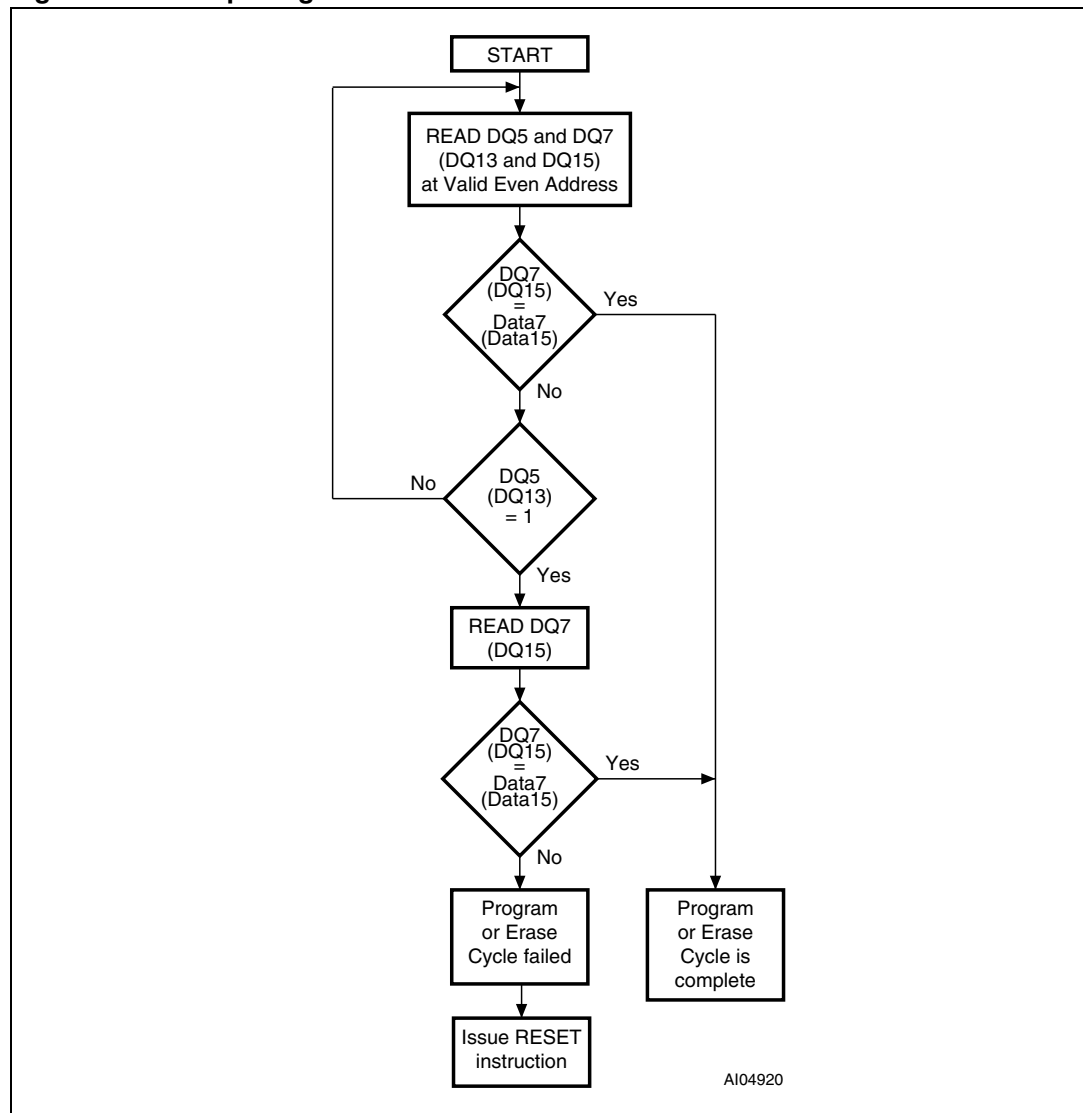 START
READ DQ5 and DQ7
(DQ13 and DQ15)
at Valid Even Address
DQ7
(DQ15)
=
Data7
(Data15)
Yes
No
DQ5
(DQ13)
= 1
No
Yes
READ DQ7
(DQ15)
DQ7
(DQ15)
=
Data7
(Data15)
Yes
No
Program
or Erase
Cycle failed
Program
or Erase
Cycle is
complete
Issue RESET
instruction
AI04920